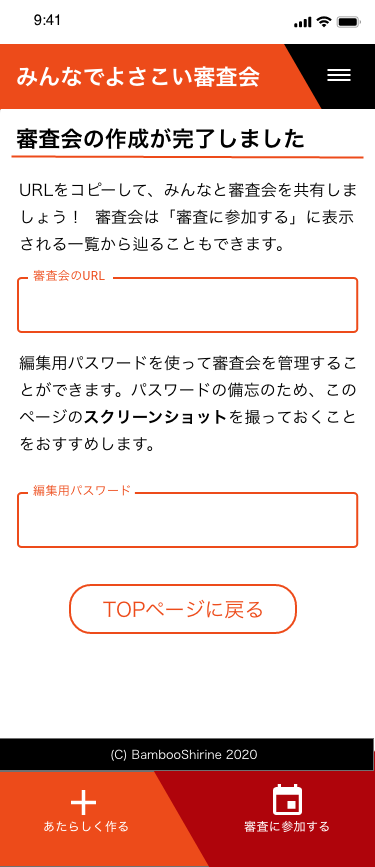 9:41
みんなでよさこい審査会
審査会の作成が完了しました
URLをコピーして、みんなと審査会を共有しま
しょう！ 審査会は「審査に参加する」に表示
される一覧から辿ることもできます。
審査会のURL
編集用パスワードを使って審査会を管理するこ
とができます。パスワードの備忘のため、この
ページのスクリーンショットを撮っておくこと
をおすすめします。
編集用パスワード
TOPページに戻る
(C) BambooShirine 2020
あたらしく作る
審査に参加する